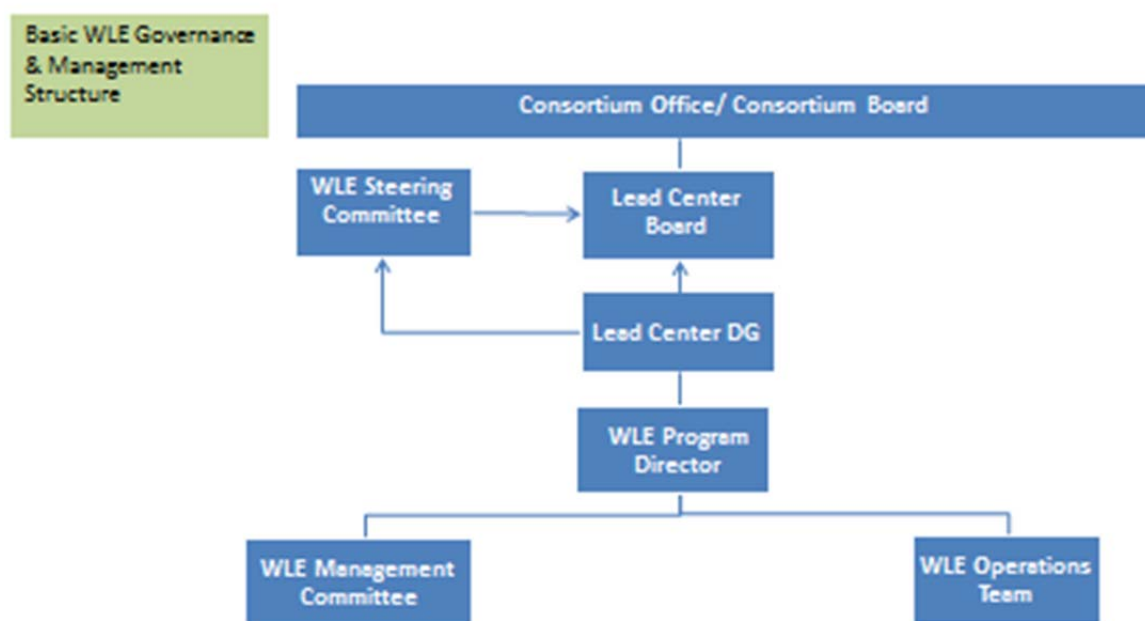 Basic WLE Governance
& Management
Structure
Consortium Office/ Consortium Board
WLE Steering
Committee
Lead Center
Board
Lead Center DG
WLE Program
Director
WLE Management
Committee
WLE Operations
Team